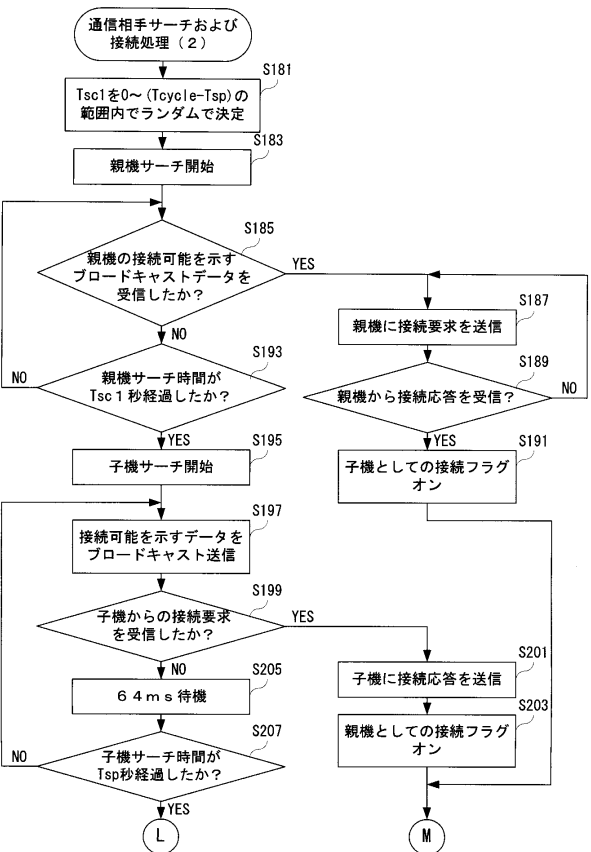 通信相手サーチおよび
接続処理（２）
S181
Tsc1を0～(Tcycle-Tsp)の
範囲内でランダムで決定
S183
親機サーチ開始
S185
親機の接続可能を示す
ブロードキャストデータを
受信したか？
YES
NO
S187
親機に接続要求を送信
S189
親機から接続応答を受信？
NO
YES
S191
子機としての接続フラグ
オン
S193
親機サーチ時間が
Tsc１秒経過したか？
NO
YES
S195
子機サーチ開始
S197
接続可能を示すデータを
ブロードキャスト送信
S199
子機からの接続要求
を受信したか？
YES
NO
S201
子機に接続応答を送信
S203
親機としての接続フラグ
オン
S205
６４ｍｓ待機
S207
子機サーチ時間が
Tsp秒経過したか？
NO
YES
L
M